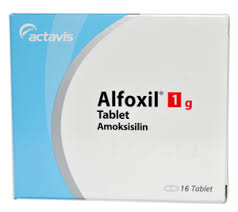 actavis
Alfoxil® 1 g
Tablet
Amoksisilin
16 Tablet